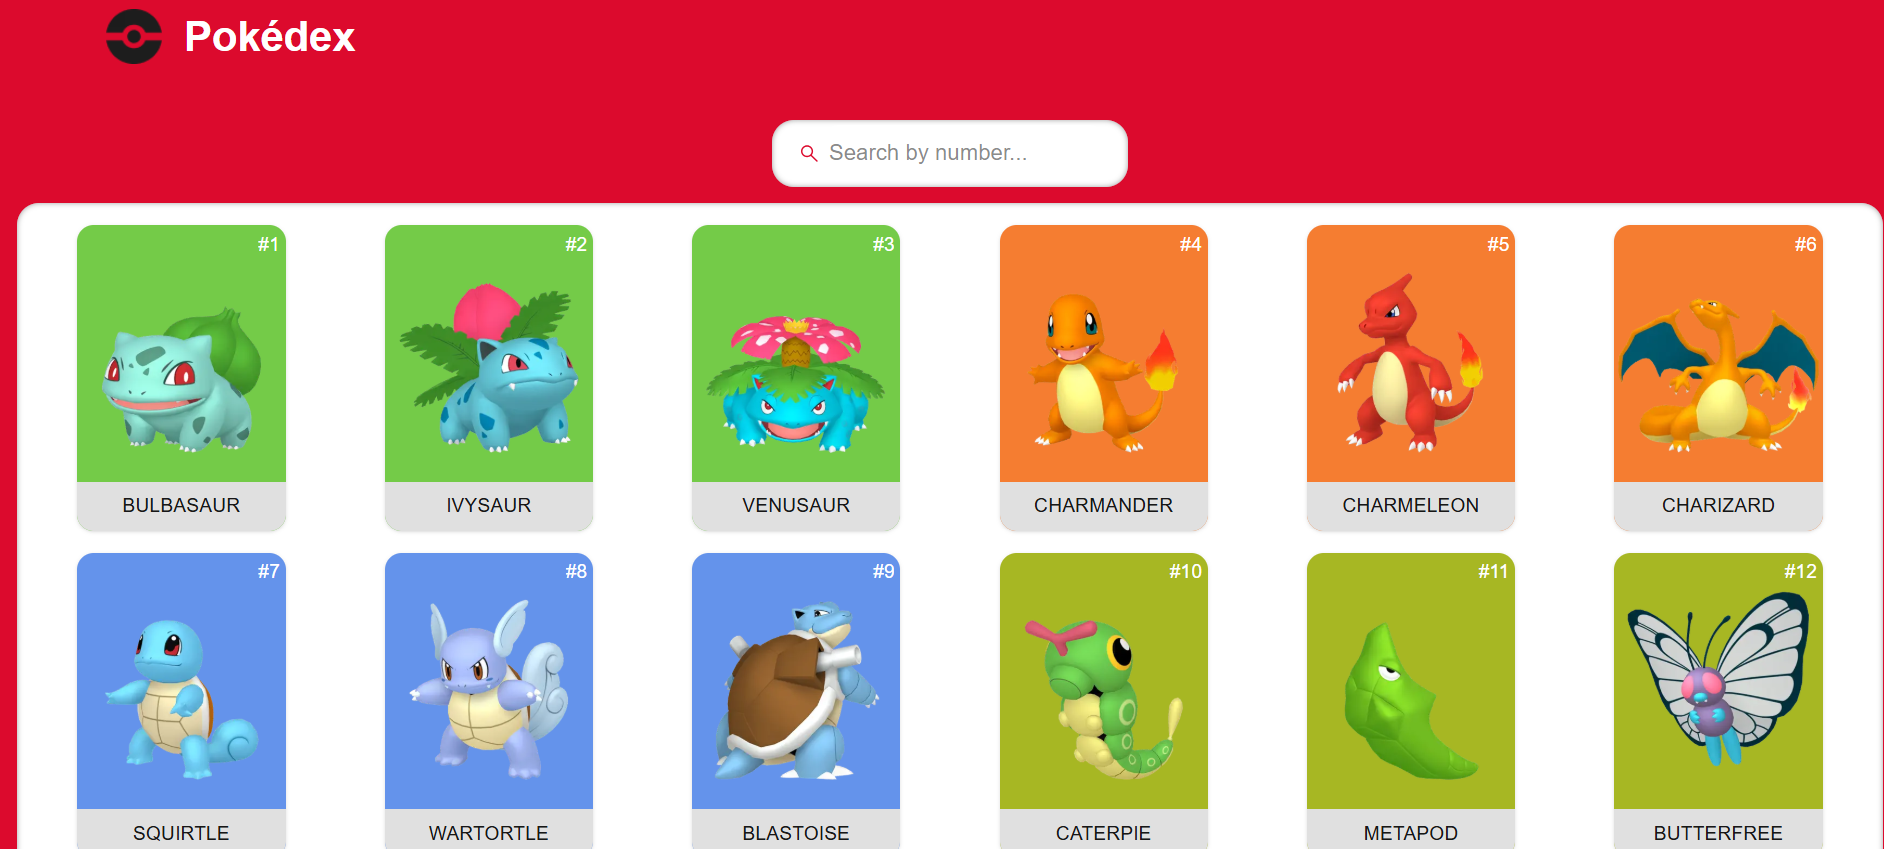 Pokédex
Search by number...
#1
#2
#3
#4
#5
#6
BULBASAUR
IVYSAUR
VENUSAUR
CHARMANDER
CHARMELEON
CHARIZARD
#7
#8
#9
#10
#11
#12
SQUIRTLE
WARTORTLE
BLASTOISE
CATERPIE
METAPOD
BUTTERFREE